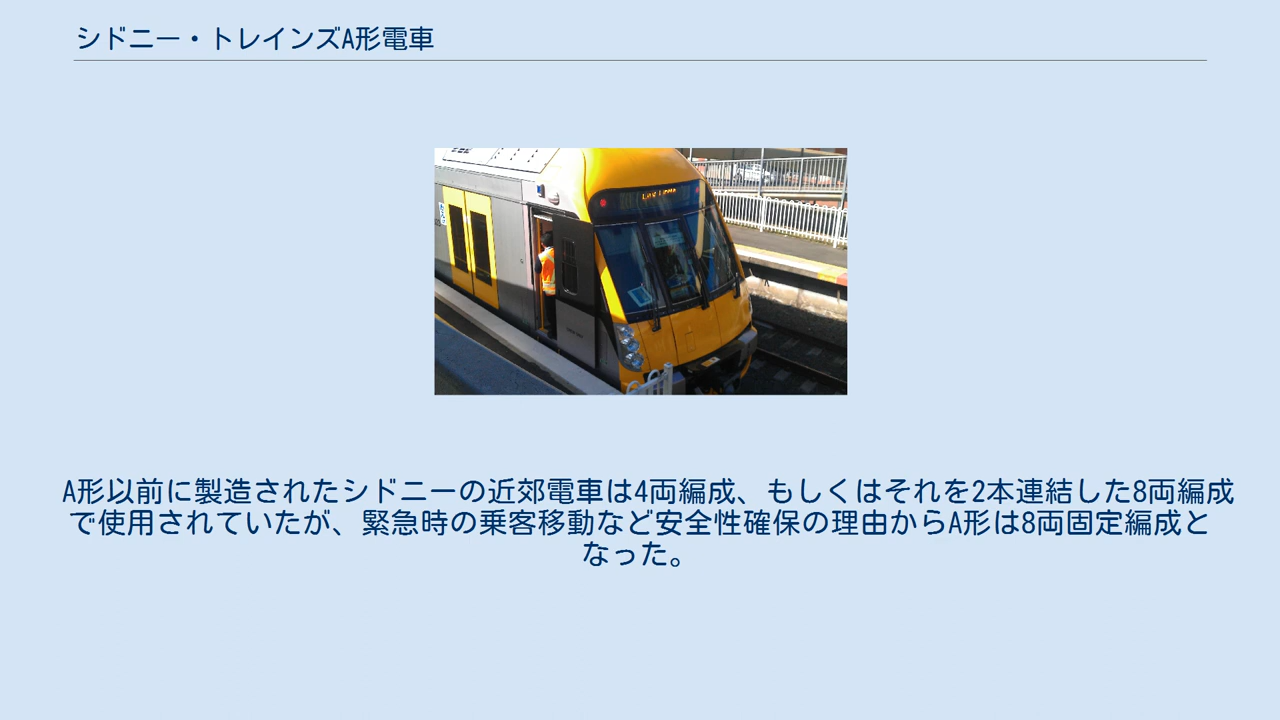 シドニー・トレインズA形電車
A形以前に製造されたシドニーの近郊電車は4両編成、もしくはそれを2本連結した8両編成
で使用されていたが、緊急時の乗客移動など安全性確保の理由からA形は8両固定編成と
なった。